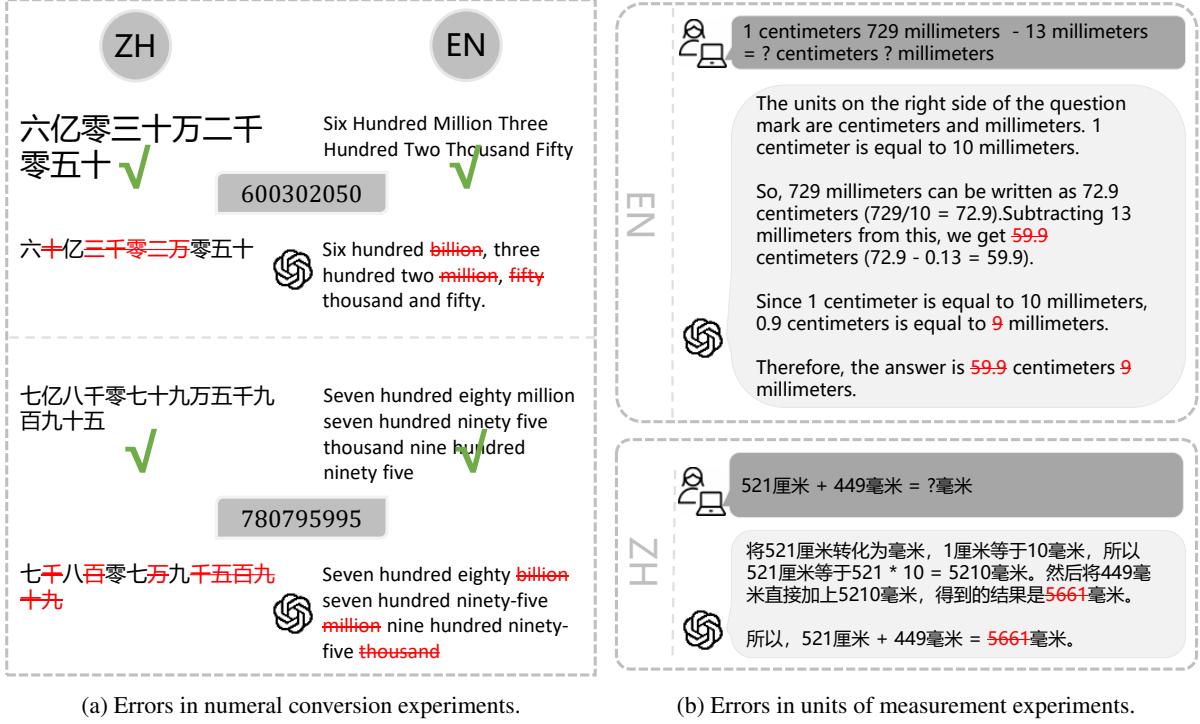 ZH
EN
六亿零三十万二千
零五十
√
Six Hundred Million Three
Hundred Two Thousand Fifty
√
600302050
六十亿三千零二万零五十
Six hundred billion, three
hundred two million, fifty
thousand and fifty.
七亿八千零七十九万五千九
百九十五
√
Seven hundred eighty million
seven hundred ninety five
thousand nine hundred
ninety five
√
780795995
七千八百零七万九千五百九
十九
Seven hundred eighty billion
seven hundred ninety-five
million nine hundred ninety-
five thousand
(a) Errors in numeral conversion experiments.
EN
1 centimeters 729 millimeters - 13 millimeters
= ? centimeters ? millimeters
The units on the right side of the question
mark are centimeters and millimeters. 1
centimeter is equal to 10 millimeters.
So, 729 millimeters can be written as 72.9
centimeters (729/10 = 72.9).Subtracting 13
millimeters from this, we get 59.9
centimeters (72.9 - 0.13 = 59.9).
Since 1 centimeter is equal to 10 millimeters,
0.9 centimeters is equal to 9 millimeters.
Therefore, the answer is 59.9 centimeters 9
millimeters.
ZH
521厘米 + 449毫米 = ?毫米
将521厘米转化为毫米，1厘米等于10毫米，所以
521厘米等于521 * 10 = 5210毫米。然后将449毫
米直接加上5210毫米，得到的结果是5661毫米。
所以，521厘米 + 449毫米 = 5661毫米。
(b) Errors in units of measurement experiments.